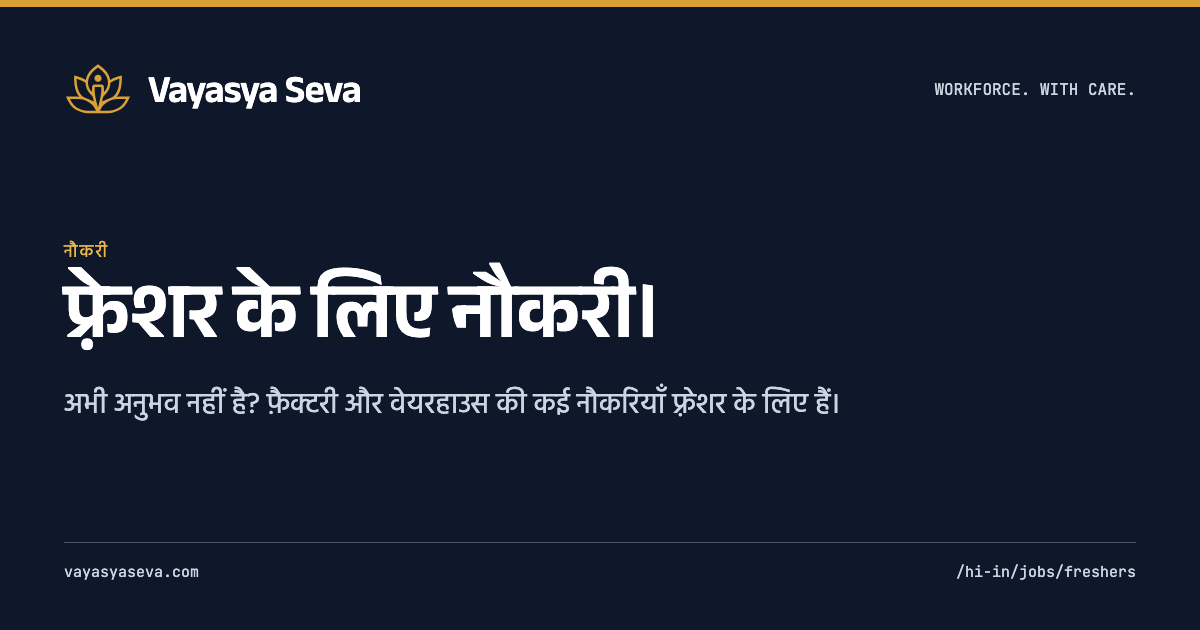 Vayasya Seva
WORKFORCE. WITH CARE.
नौकरी
फ़्रेशर के लिए नौकरी।
अभी अनुभव नहीं है? फ़ैक्टरी और वेयरहाउस की कई नौकरियाँ फ़्रेशर के लिए हैं।
vayasyaseva.com
/hi-in/jobs/freshers